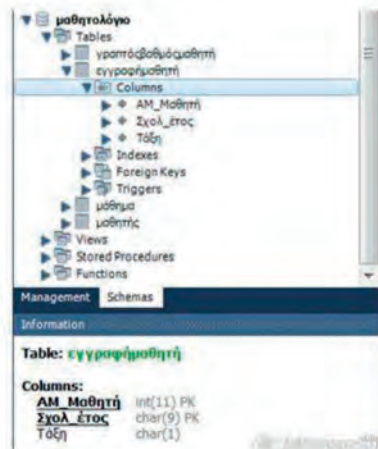 μαθητολόγιο
Tables
γραπτόςβαθμόςμαθητή
εγγραφήμαθητή
Columns
ΑΜ_Μαθητή
Σχολ_έτος
Τάξη
Indexes
Foreign Keys
Triggers
μάθημα
μαθητής
Views
Stored Procedures
Functions
Management Schemas
Information
Table: εγγραφήμαθητή
Columns:
ΑΜ_Μαθητή int(11) PK
Σχολ_έτος char(9) PK
Τάξη char(1)